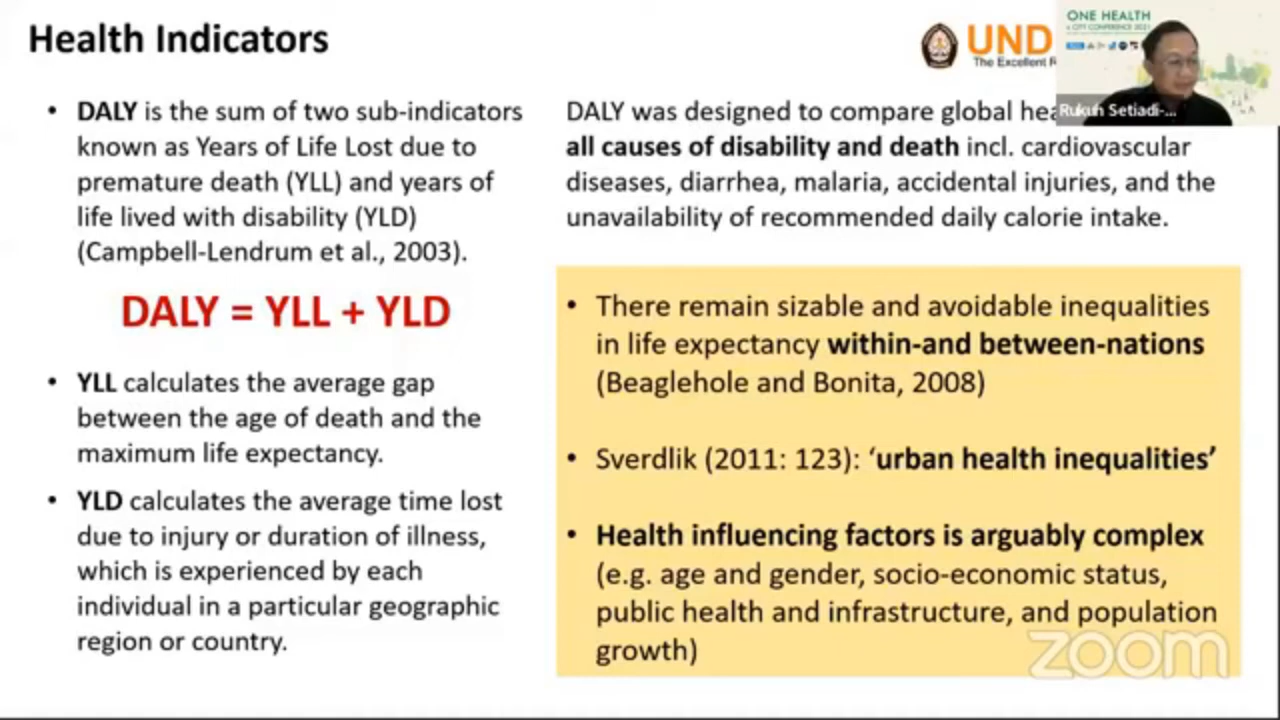 Health Indicators
UND
The Excellent
ONE HEALTH
& CITY CONFERENCE 2021
Rukuh Setiadi-...
• DALY is the sum of two sub-indicators
known as Years of Life Lost due to
premature death (YLL) and years of
life lived with disability (YLD)
(Campbell-Lendrum et al., 2003).
DALY = YLL + YLD
• YLL calculates the average gap
between the age of death and the
maximum life expectancy.
• YLD calculates the average time lost
due to injury or duration of illness,
which is experienced by each
individual in a particular geographic
region or country.
DALY was designed to compare global hea
all causes of disability and death incl. cardiovascular
diseases, diarrhea, malaria, accidental injuries, and the
unavailability of recommended daily calorie intake.
• There remain sizable and avoidable inequalities
in life expectancy within-and between-nations
(Beaglehole and Bonita, 2008)
• Sverdlik (2011: 123): ‘urban health inequalities’
• Health influencing factors is arguably complex
(e.g. age and gender, socio-economic status,
public health and infrastructure, and population
growth)
zoom